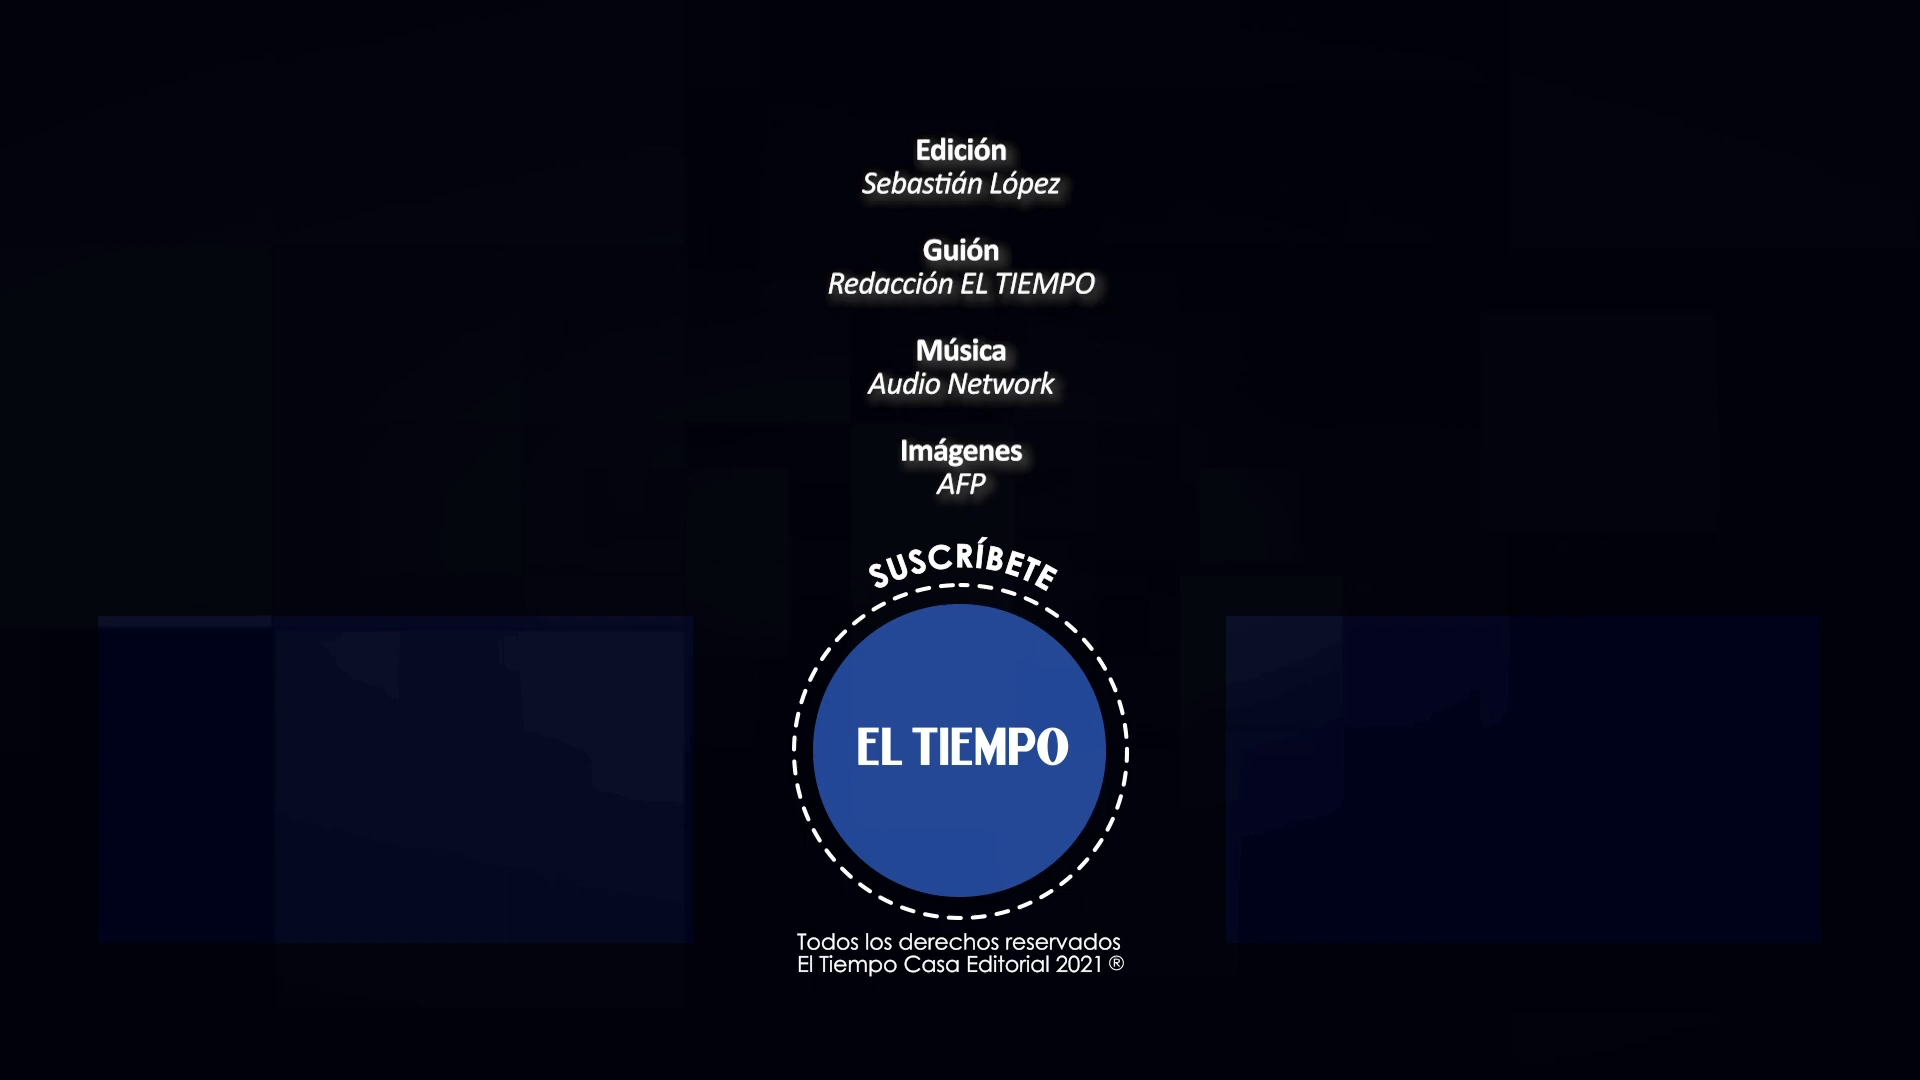 Edición
Sebastián López
Guión
Redacción EL TIEMPO
Música
Audio Network
Imágenes
AFP
SUSCRÍBETE
EL TIEMPO
Todos los derechos reservados
El Tiempo Casa Editorial 2021 ®